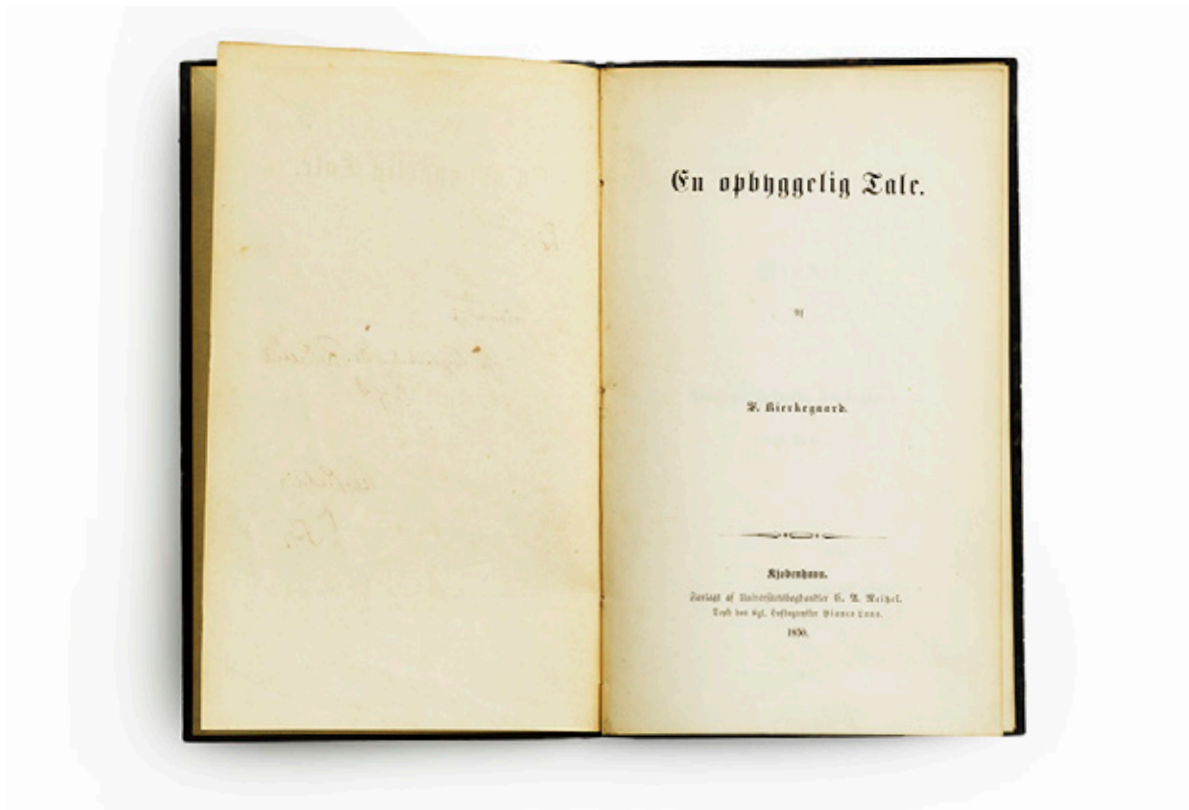 En opbyggelig Tale.
af
S. Kierkegaard.
Kjøbenhavn.
Forlagt af Universitetsboghandler C. A. Reitzel.
Trykt hos Kgl. Hofbogtrykker Bianco Luno.
1850.